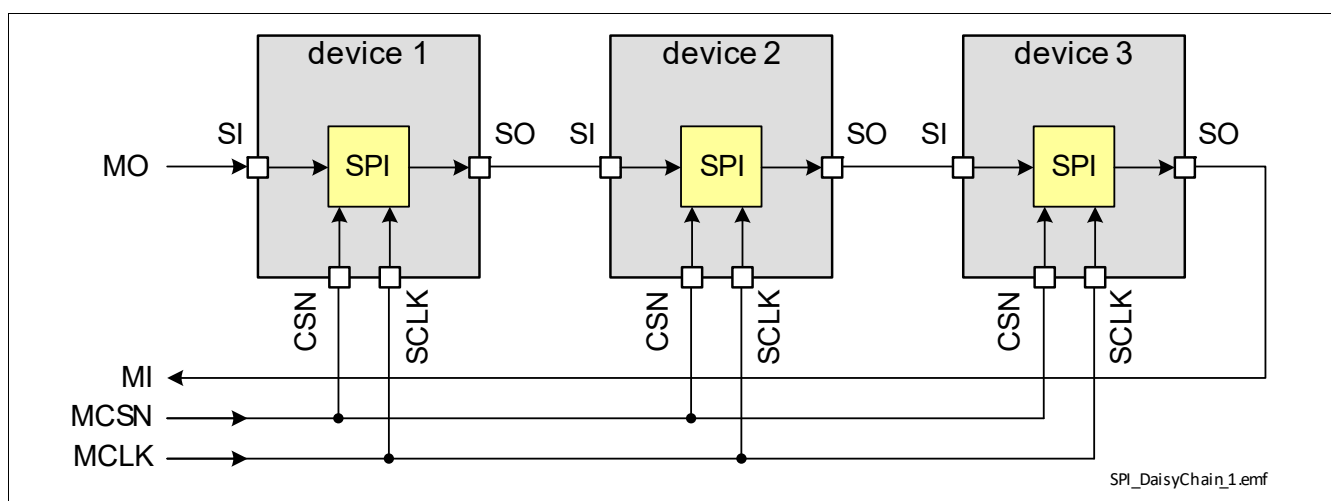 device 1
device 2
device 3
SI
SO
SI
SO
SI
SO
MO
SPI
SPI
SPI
CSN
SCLK
CSN
SCLK
CSN
SCLK
MI
MCSN
MCLK
SPI_DaisyChain_1.emf